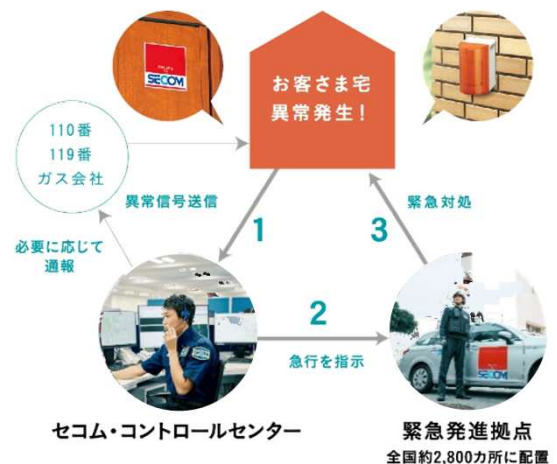 SECOM
お客さま宅
異常発生！
110番
119番
ガス会社
異常信号送信
1
3
緊急対処
必要に応じて
通報
2
急行を指示
SECOM
セコム・コントロールセンター
緊急発進拠点
全国約2,800カ所に配置